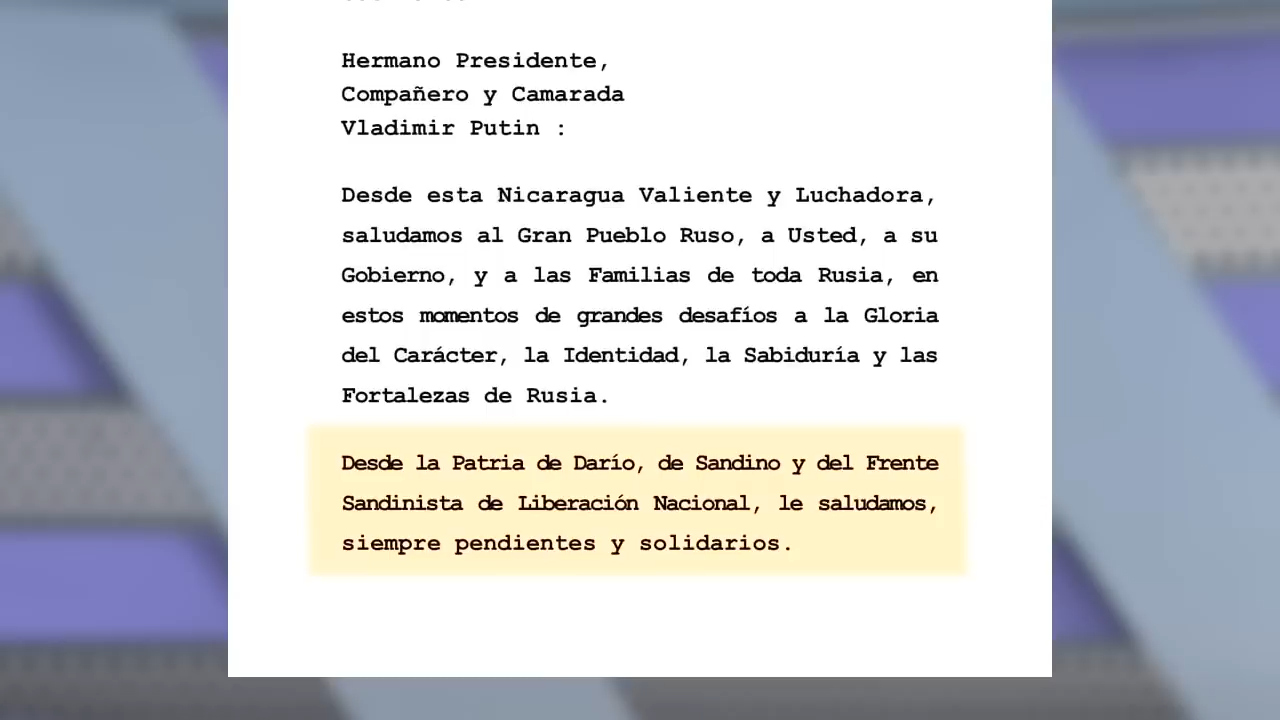 Hermano Presidente,
Compañero y Camarada
Vladimir Putin :
Desde esta Nicaragua Valiente y Luchadora,
saludamos al Gran Pueblo Ruso, a Usted, a su
Gobierno, y a las Familias de toda Rusia, en
estos momentos de grandes desafíos a la Gloria
del Carácter, la Identidad, la Sabiduría y las
Fortalezas de Rusia.
Desde la Patria de Darío, de Sandino y del Frente
Sandinista de Liberación Nacional, le saludamos,
siempre pendientes y solidarios.